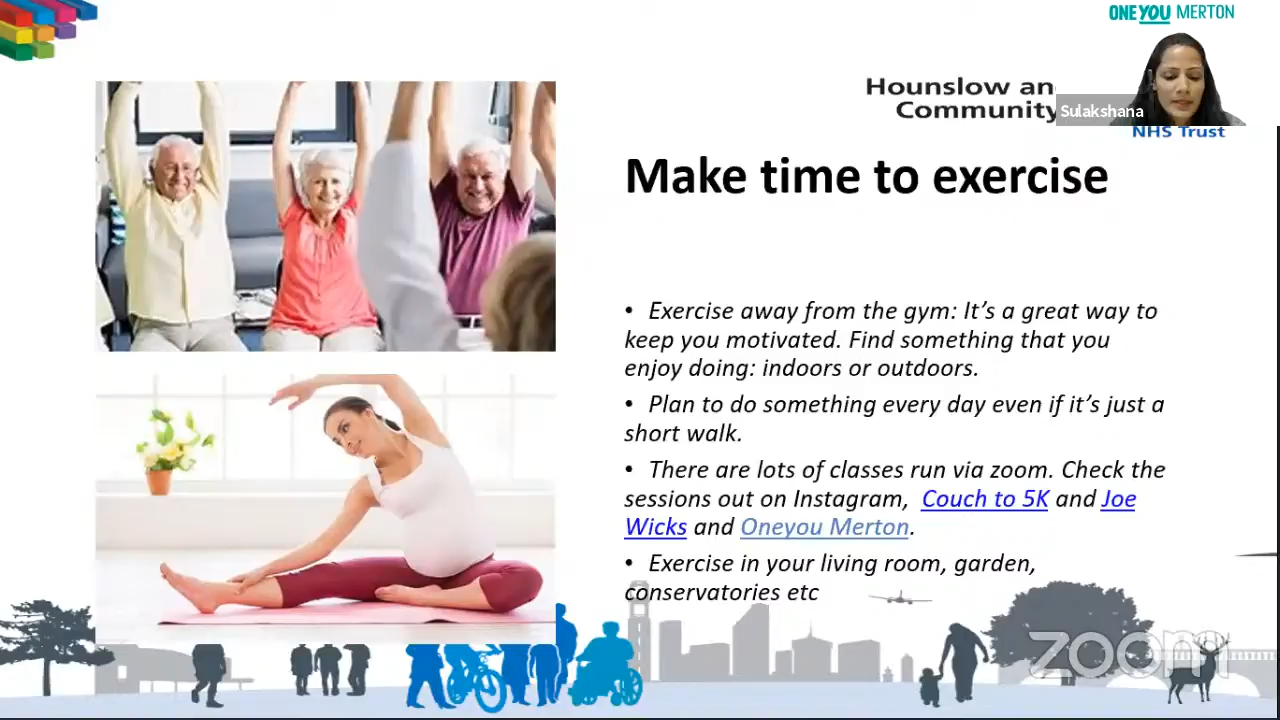 ONE YOU MERTON
Hounslow an
Community
Sulakshana
NHS Trust
Make time to exercise
• Exercise away from the gym: It’s a great way to
keep you motivated. Find something that you
enjoy doing: indoors or outdoors.
• Plan to do something every day even if it’s just a
short walk.
• There are lots of classes run via zoom. Check the
sessions out on Instagram, Couch to 5K and Joe
Wicks and Oneyou Merton.
• Exercise in your living room, garden,
conservatories etc
zoom